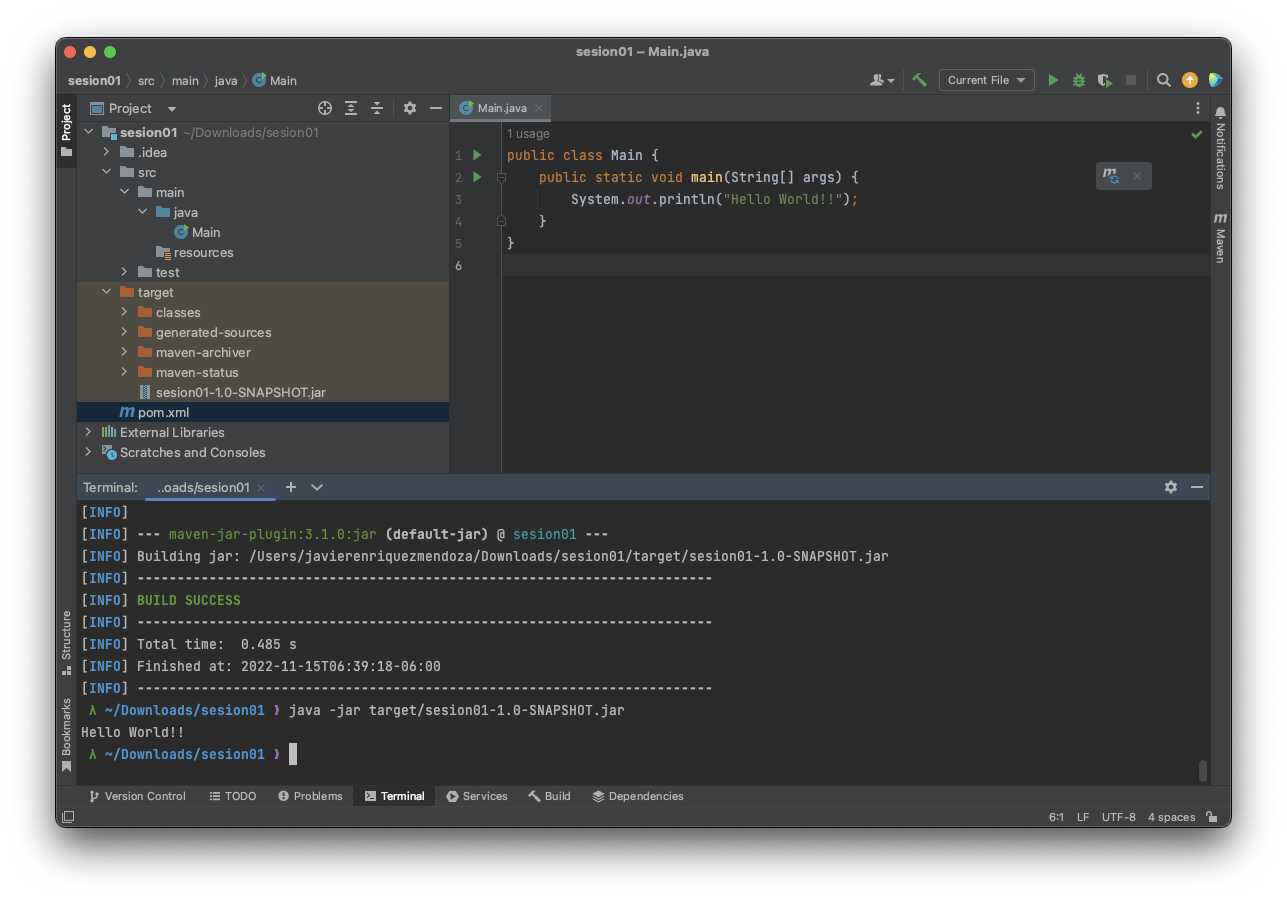 sesion01 – Main.java
sesion01 src main java Main
Current File
Project
Project
sesion01 ~/Downloads/sesion01
.idea
src
main
java
Main
resources
test
target
classes
generated-sources
maven-archiver
maven-status
sesion01-1.0-SNAPSHOT.jar
m pom.xml
External Libraries
Scratches and Consoles
Main.java
1 usage
1 public class Main {
2 public static void main(String[] args) {
3 System.out.println("Hello World!!");
4 }
5 }
6
m
Notifications
m Maven
Terminal: ..oads/sesion01
[INFO]
[INFO] --- maven-jar-plugin:3.1.0:jar (default-jar) @ sesion01 ---
[INFO] Building jar: /Users/javierenriquezmendoza/Downloads/sesion01/target/sesion01-1.0-SNAPSHOT.jar
[INFO] ------------------------------------------------------------------------
[INFO] BUILD SUCCESS
[INFO] ------------------------------------------------------------------------
[INFO] Total time:  0.485 s
[INFO] Finished at: 2022-11-15T06:39:18-06:00
[INFO] ------------------------------------------------------------------------
λ ~/Downloads/sesion01 ❯ java -jar target/sesion01-1.0-SNAPSHOT.jar
Hello World!!
λ ~/Downloads/sesion01 ❯
Structure
Bookmarks
Version Control TODO Problems Terminal Services Build Dependencies
6:1 LF UTF-8 4 spaces